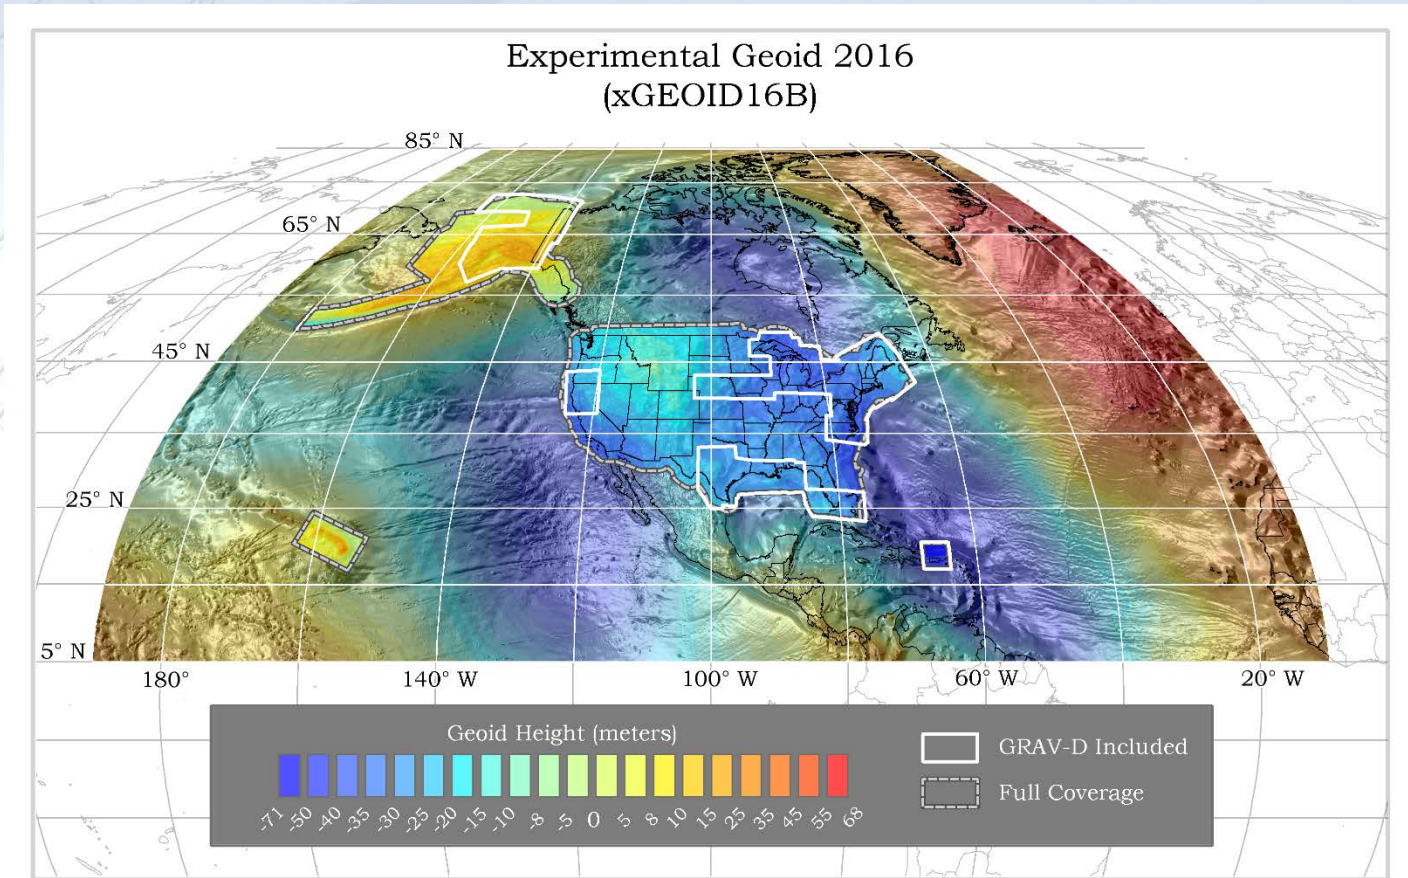 Experimental Geoid 2016
(xGEOID16B)
85° N
65° N
45° N
25° N
5° N
180°
140° W
100° W
60° W
20° W
Geoid Height (meters)
-71
-50
-40
-35
-30
-25
-20
-15
-10
-8
-5
0
5
8
10
15
25
35
45
55
68
GRAV-D Included
Full Coverage